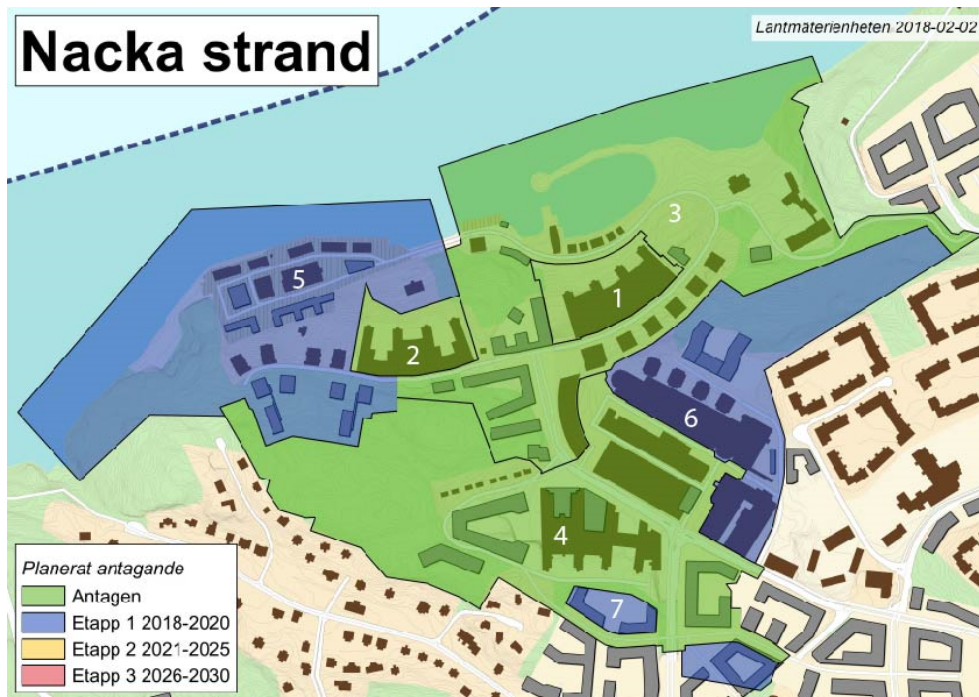 Nacka strand
Lantmäterienheten 2018-02-02
3
5
1
2
6
4
7
Planerat antagande
Antagen
Etapp 1 2018-2020
Etapp 2 2021-2025
Etapp 3 2026-2030